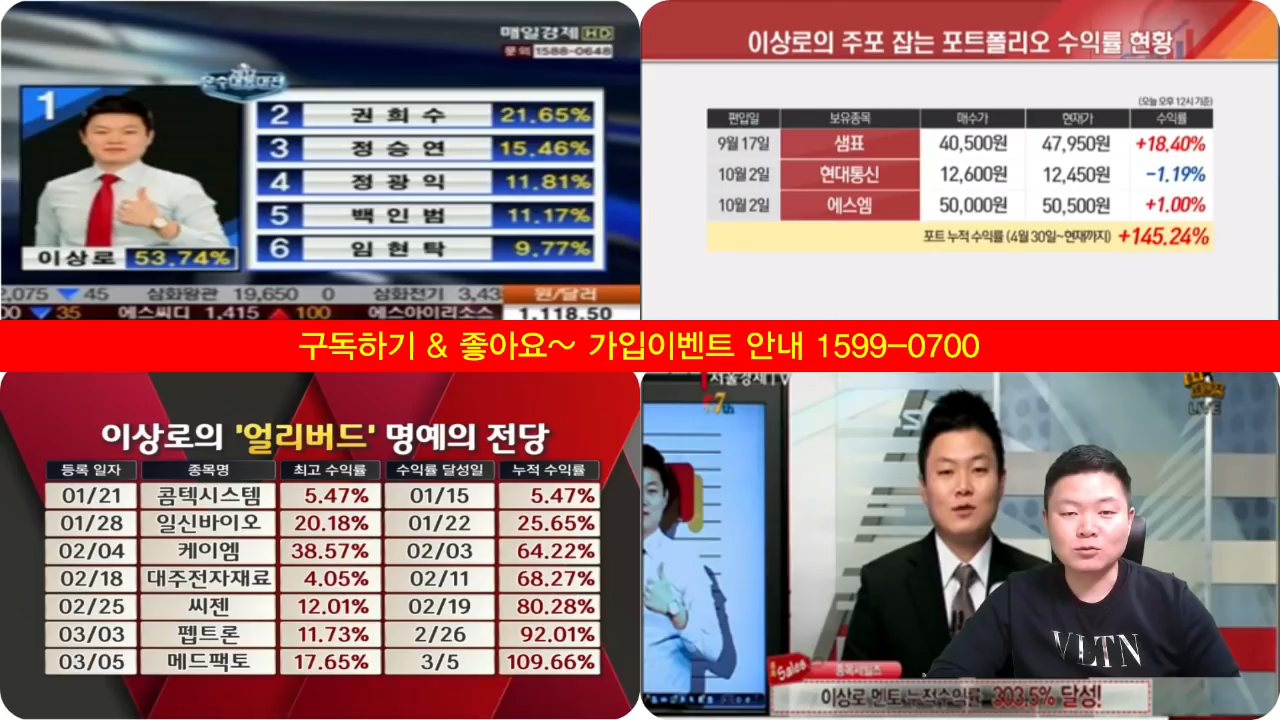 매일경제 HD
문의 1588-0648
우수대통대전
1
이상로 53.74%
2 권희수 21.65%
3 정승연 15.46%
4 정광익 11.81%
5 백인범 11.17%
6 임현탁 9.77%
2,075 ▼ 45 삼화왕관 19,650 0 삼화전기 3,43
원/달러
00 ▼ 35 에스씨디 1,415 ▲ 100 에스아이리소스
1,118.50
이상로의 주포 잡는 포트폴리오 수익률 현황
(오늘 오후 12시 기준)
편입일 보유종목 매수가 현재가 수익률
9월 17일 샘표 40,500원 47,950원 +18.40%
10월 2일 현대통신 12,600원 12,450원 -1.19%
10월 2일 에스엠 50,000원 50,500원 +1.00%
포트 누적 수익률 (4월 30일~현재까지) +145.24%
구독하기 & 좋아요~ 가입이벤트 안내 1599-0700
이상로의 '얼리버드' 명예의 전당
등록 일자 종목명 최고 수익률 수익률 달성일 누적 수익률
01/21 콤텍시스템 5.47% 01/15 5.47%
01/28 일신바이오 20.18% 01/22 25.65%
02/04 케이엠 38.57% 02/03 64.22%
02/18 대주전자재료 4.05% 02/11 68.27%
02/25 씨젠 12.01% 02/19 80.28%
03/03 펩트론 11.73% 2/26 92.01%
03/05 메드팩토 17.65% 3/5 109.66%
서울경제TV
7th
LIVE
VLTN
Sales
종목세일즈
이상로 멘토 누적수익률 303.5% 달성!